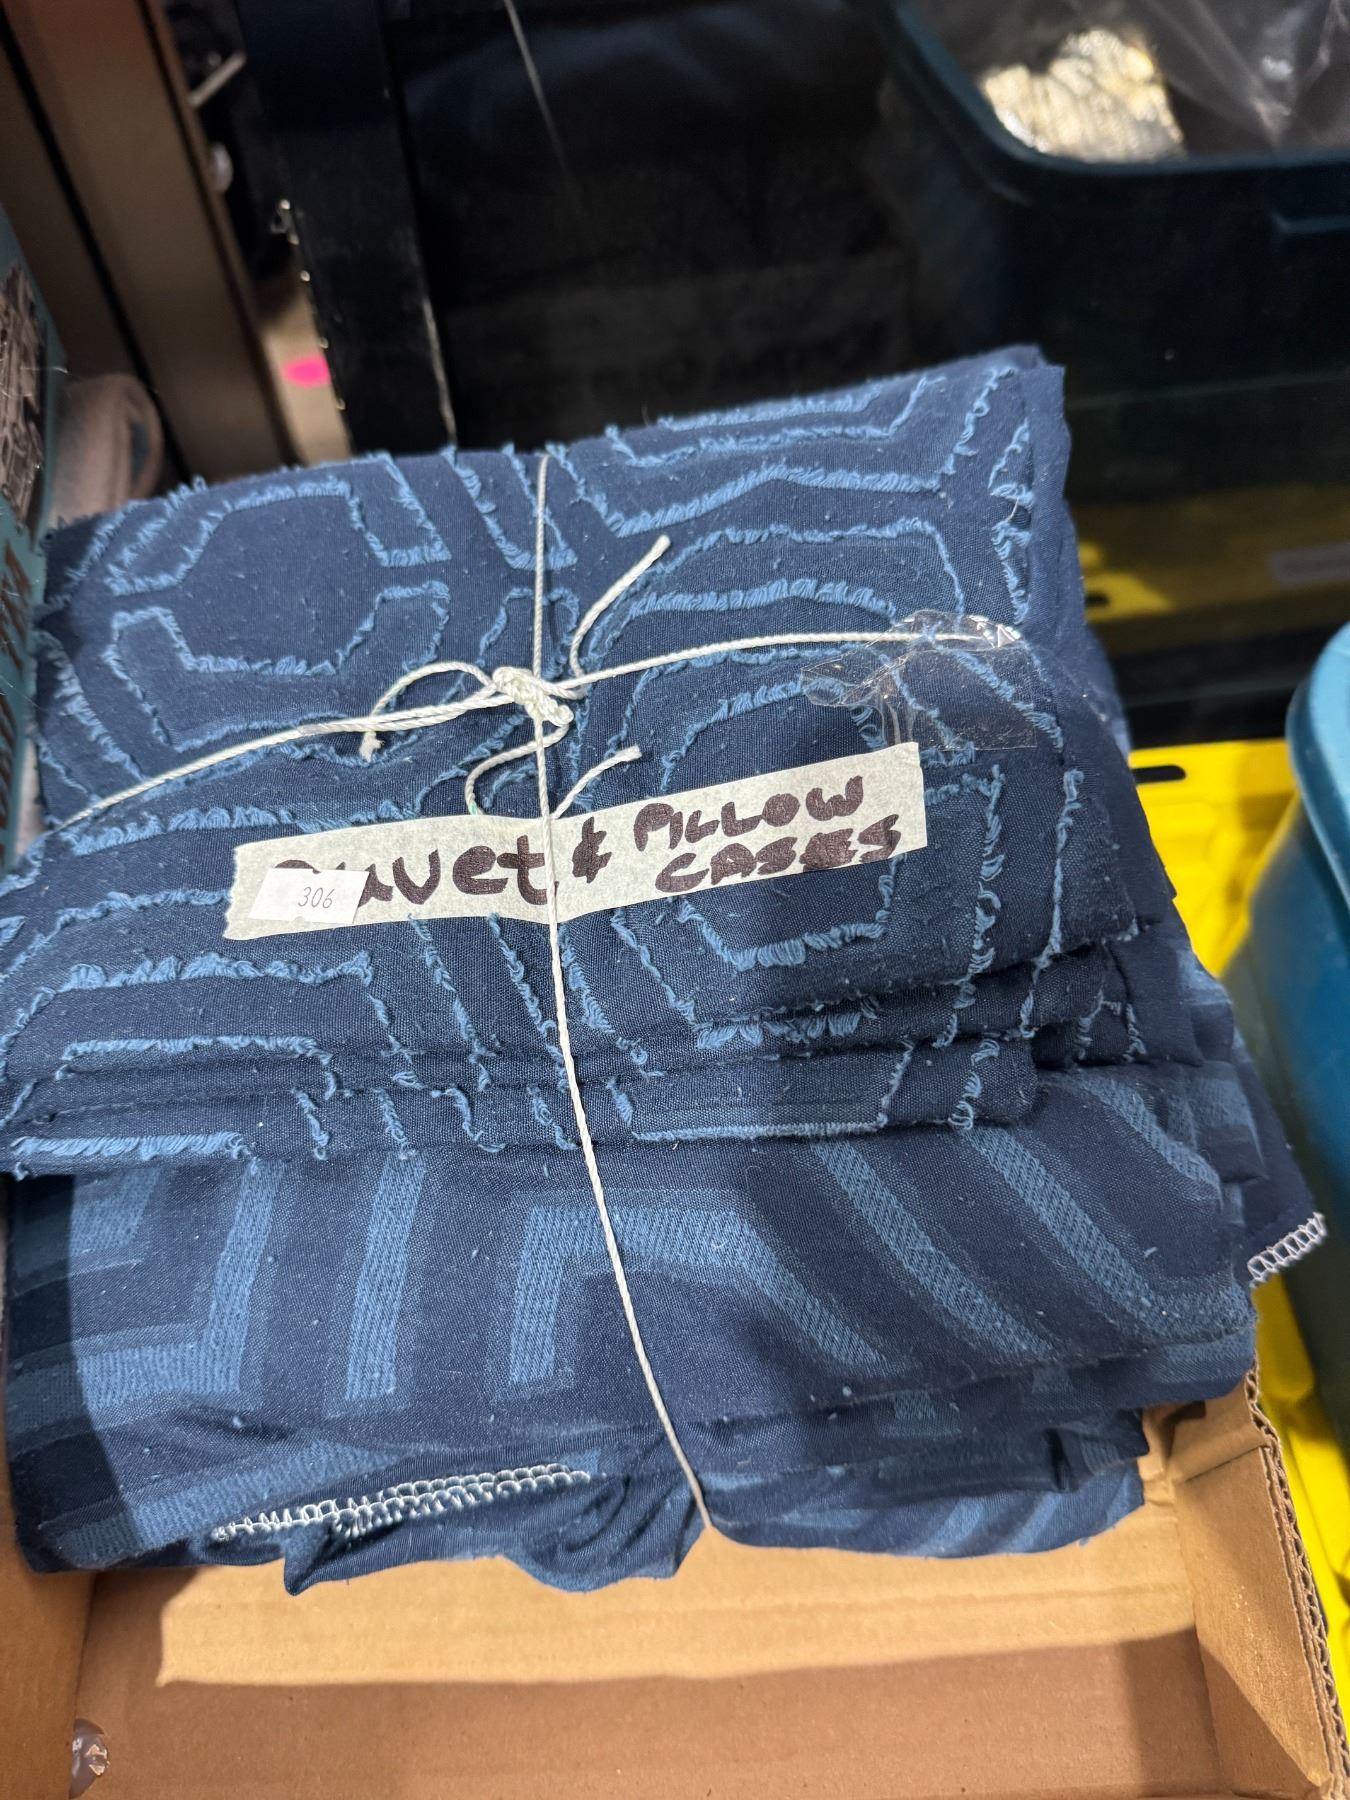 Duvet & PILLOW
CASES
306